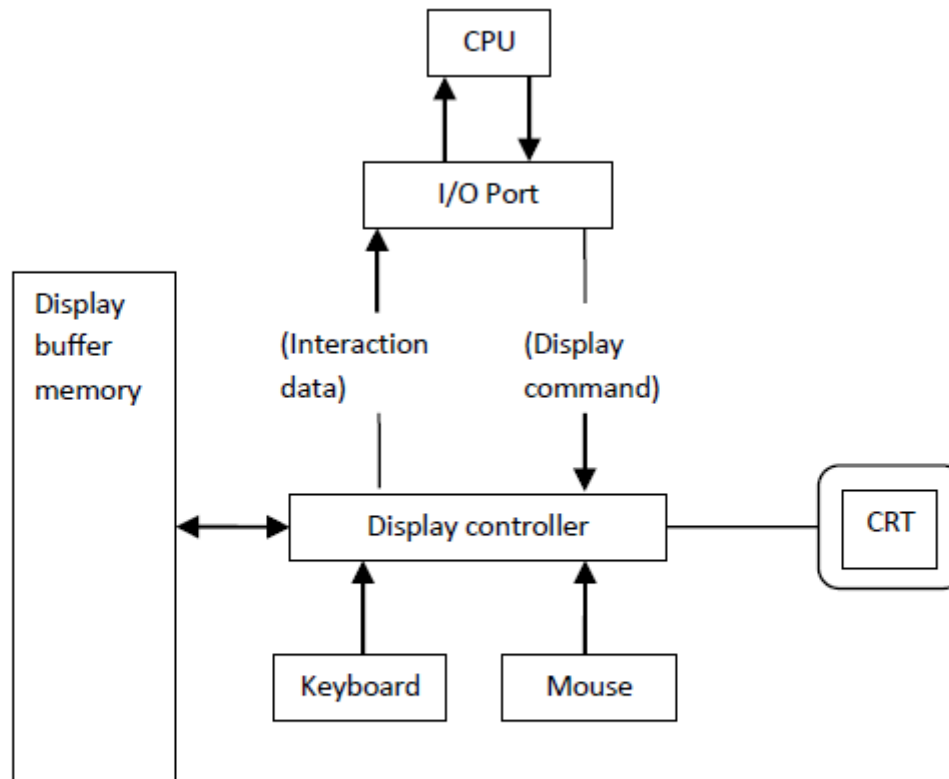 CPU
I/O Port
Display
buffer
memory
(Interaction
data)
(Display
command)
Display controller
CRT
Keyboard
Mouse